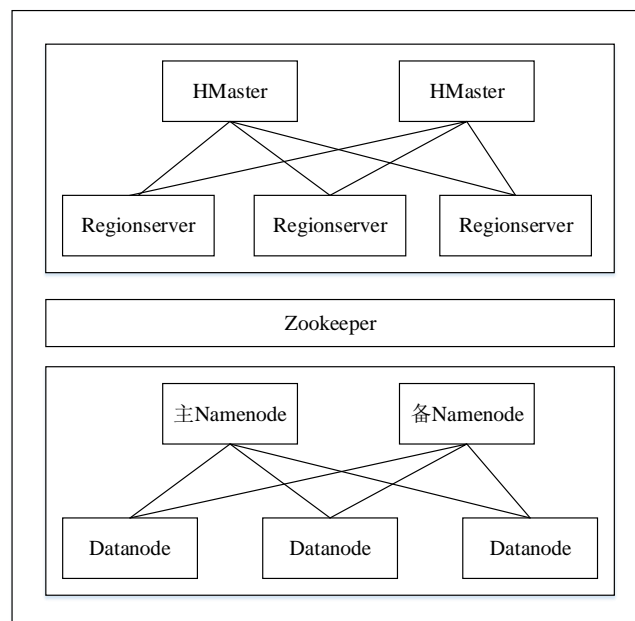 HMaster
HMaster
Regionserver
Regionserver
Regionserver
Zookeeper
主Namenode
备Namenode
Datanode
Datanode
Datanode